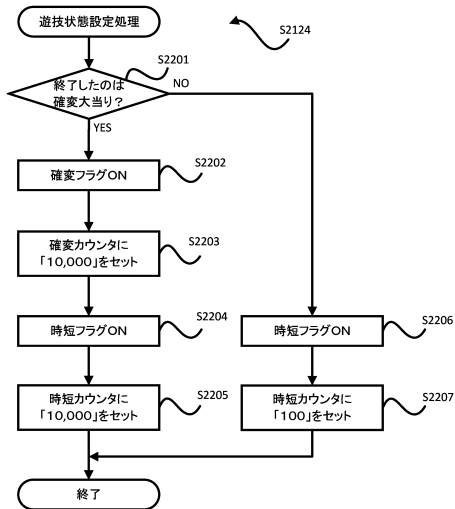 遊技状態設定処理
S2124
S2201
終了したのは
確変大当り？
NO
YES
S2202
確変フラグON
S2203
確変カウンタに
「10,000」をセット
S2204
時短フラグON
S2206
時短フラグON
S2205
時短カウンタに
「10,000」をセット
S2207
時短カウンタに
「100」をセット
終了